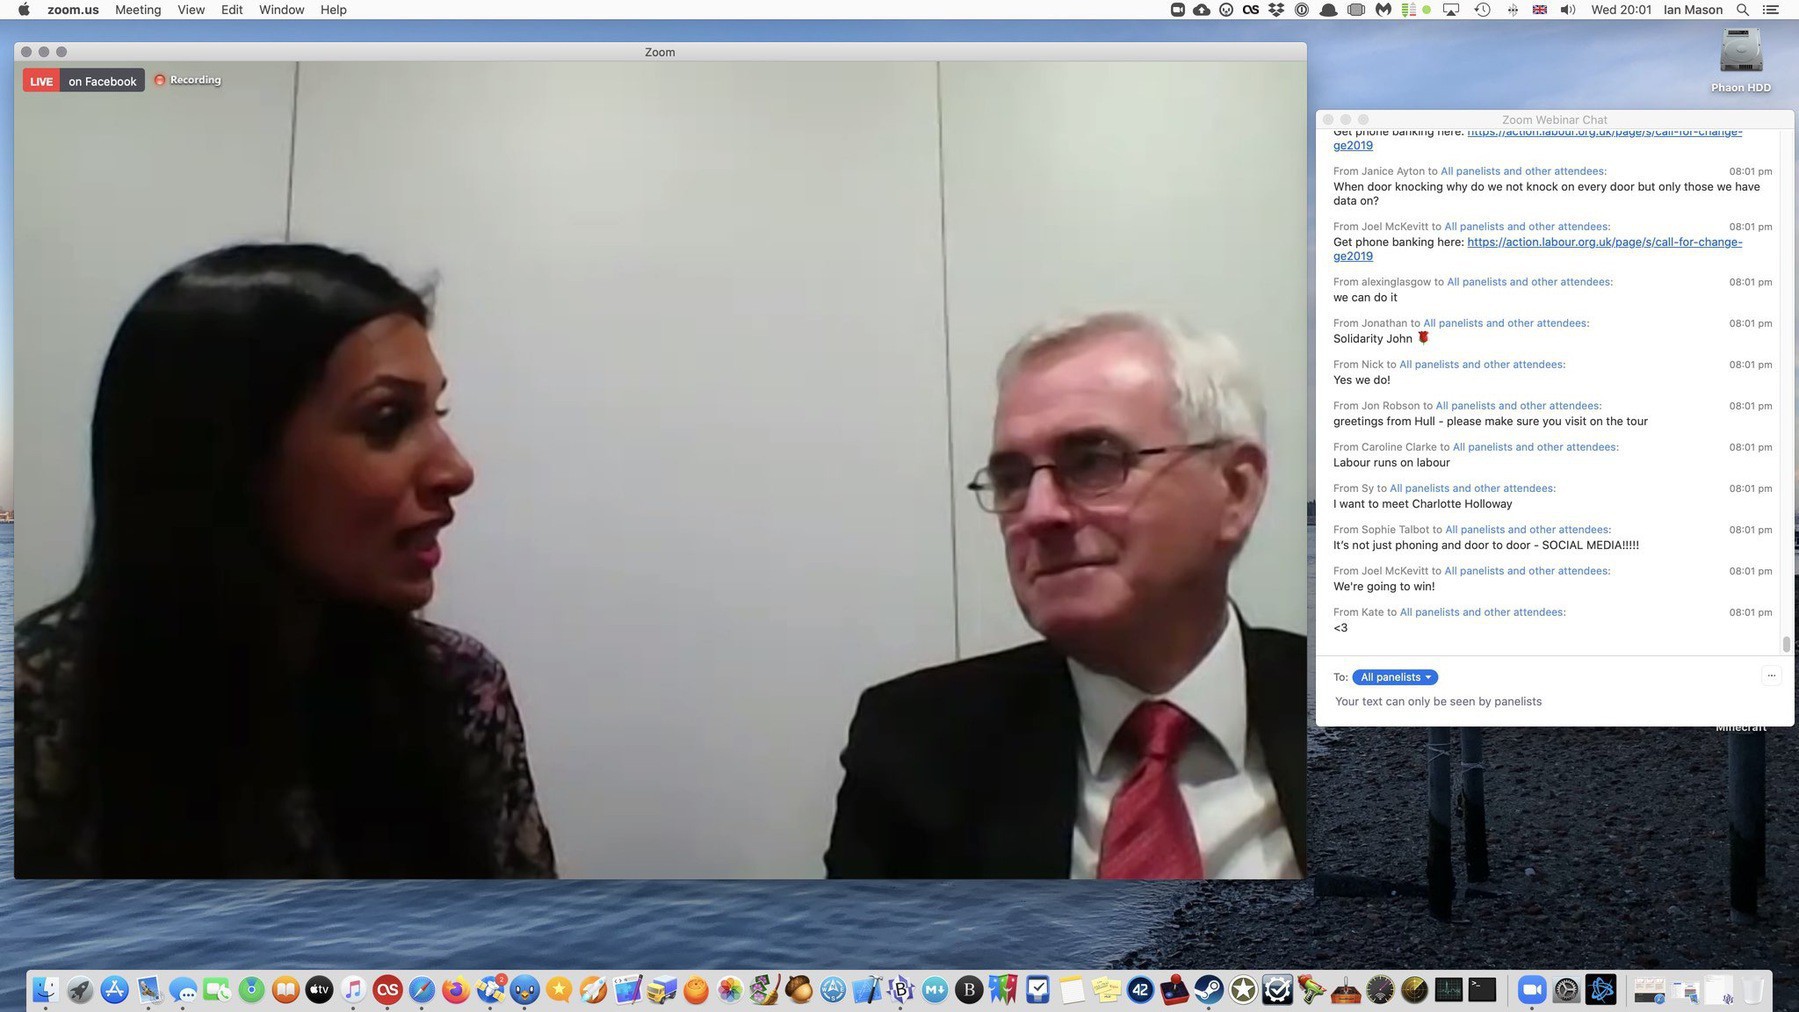 zoom.us Meeting View Edit Window Help
Wed 20:01 Ian Mason
Zoom
LIVE on Facebook Recording
Phaon HDD
Zoom Webinar Chat
Get phone banking here: https://action.labour.org.uk/page/s/call-for-change-
ge2019
From Janice Ayton to All panelists and other attendees: 08:01 pm
When door knocking why do we not knock on every door but only those we have
data on?
From Joel McKevitt to All panelists and other attendees: 08:01 pm
Get phone banking here: https://action.labour.org.uk/page/s/call-for-change-
ge2019
From alexinglasgow to All panelists and other attendees: 08:01 pm
we can do it
From Jonathan to All panelists and other attendees: 08:01 pm
Solidarity John 🌹
From Nick to All panelists and other attendees: 08:01 pm
Yes we do!
From Jon Robson to All panelists and other attendees: 08:01 pm
greetings from Hull - please make sure you visit on the tour
From Caroline Clarke to All panelists and other attendees: 08:01 pm
Labour runs on labour
From Sy to All panelists and other attendees: 08:01 pm
I want to meet Charlotte Holloway
From Sophie Talbot to All panelists and other attendees: 08:01 pm
It's not just phoning and door to door - SOCIAL MEDIA!!!!!
From Joel McKevitt to All panelists and other attendees: 08:01 pm
We're going to win!
From Kate to All panelists and other attendees: 08:01 pm
<3
To: All panelists
Your text can only be seen by panelists
Minecraft
tv
42